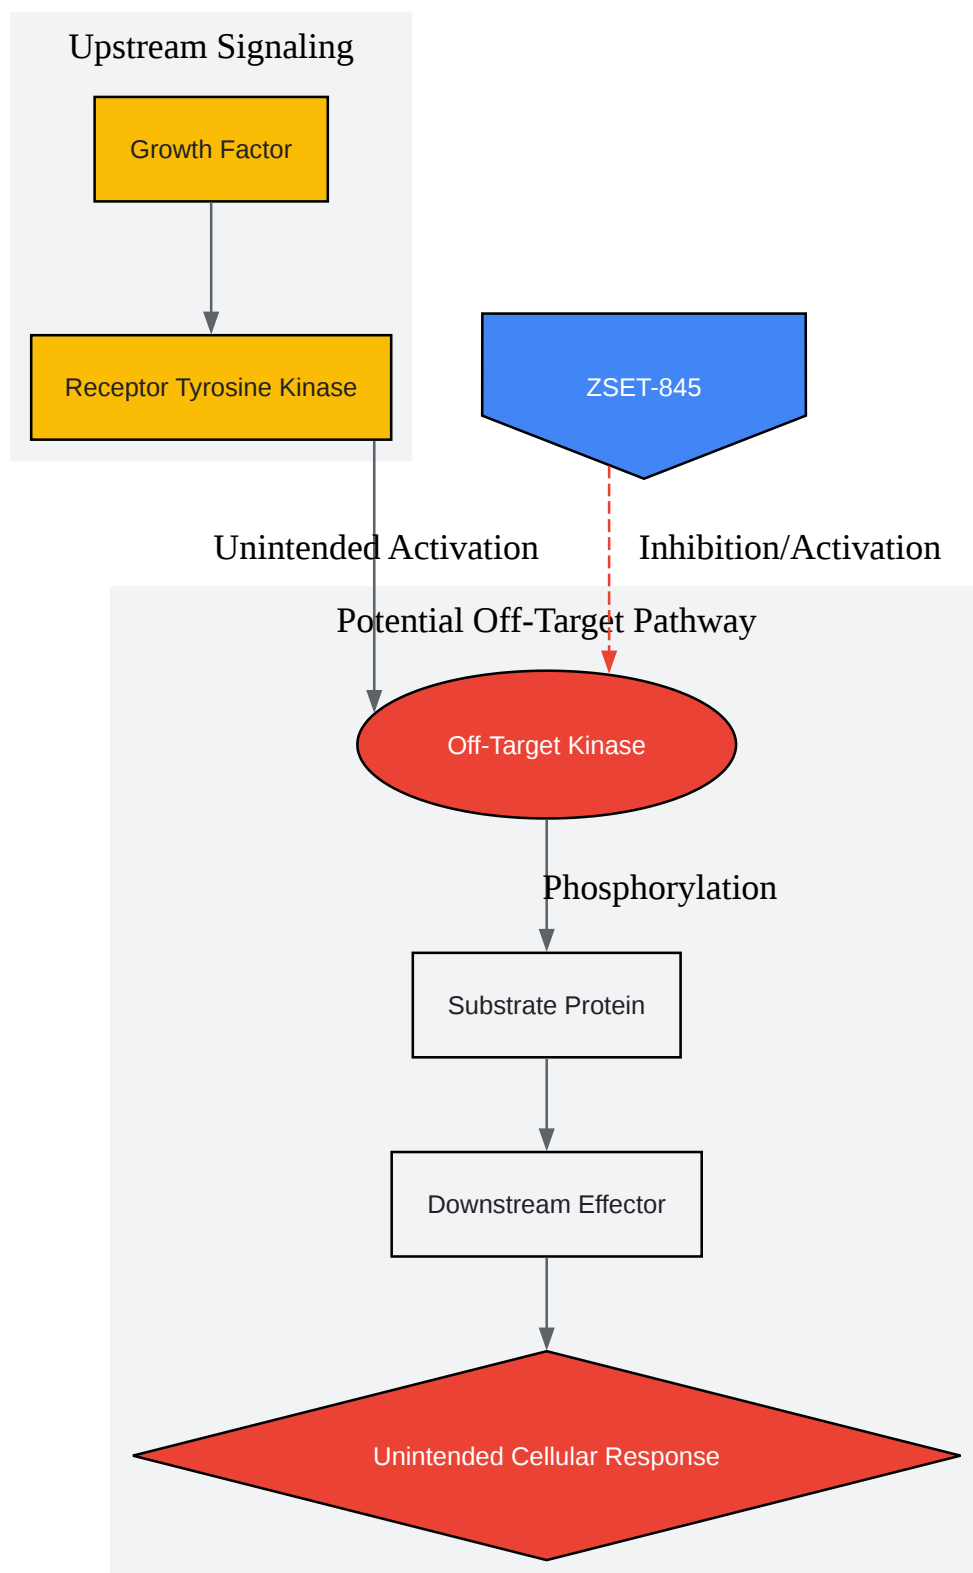 Upstream Signaling
Growth Factor
Receptor Tyrosine Kinase
ZSET-845
Unintended Activation
Inhibition/Activation
Potential Off-Target Pathway
Off-Target Kinase
Phosphorylation
Substrate Protein
Downstream Effector
Unintended Cellular Response